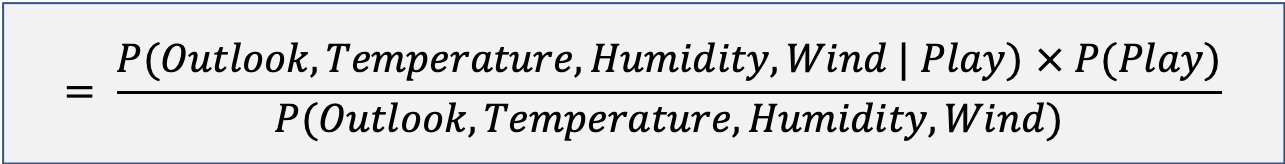 = P(Outlook, Temperature, Humidity, Wind | Play) × P(Play)
P(Outlook, Temperature, Humidity, Wind)